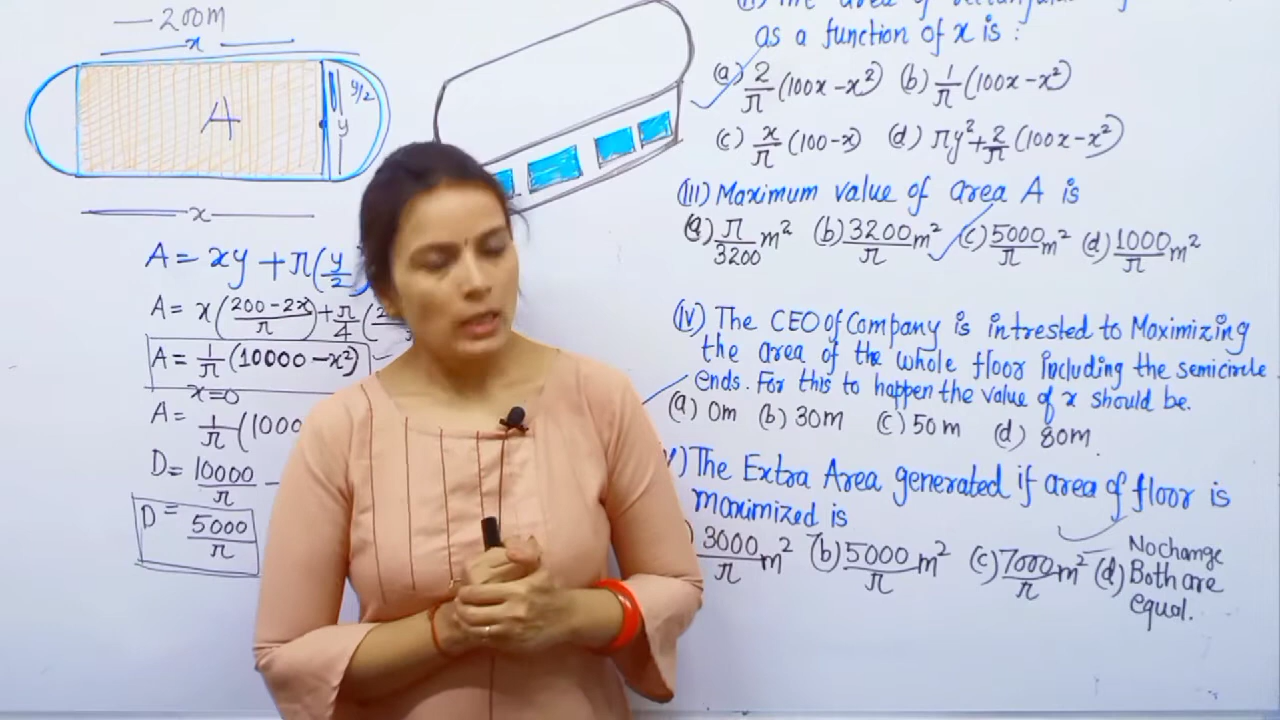 200m
x
A
y/2
y
x
A = xy + π(y/2
A = x(200-2x/π) + π/4(2
A = 1/π (10000 - x²)
x=0
A = 1/π (1000
D = 10000/π -
D = 5000/π
as a function of x is :
(a) 2/π (100x - x²) (b) 1/π (100x - x²)
(c) x/π (100 - x) (d) πy² + 2/π (100x - x²)
(III) Maximum value of area A is
(a) π/3200 m² (b) 3200/π m² (c) 5000/π m² (d) 1000/π m²
(IV) The CEO of Company is intrested to Maximizing
the area of the whole floor including the semicircle
ends. For this to happen the value of x should be.
(a) 0m (b) 30m (c) 50m (d) 80m
) The Extra Area generated if area of floor is
maximized is
) 3000/π m² (b) 5000/π m² (c) 7000/π m² (d) No change
Both are
equal.